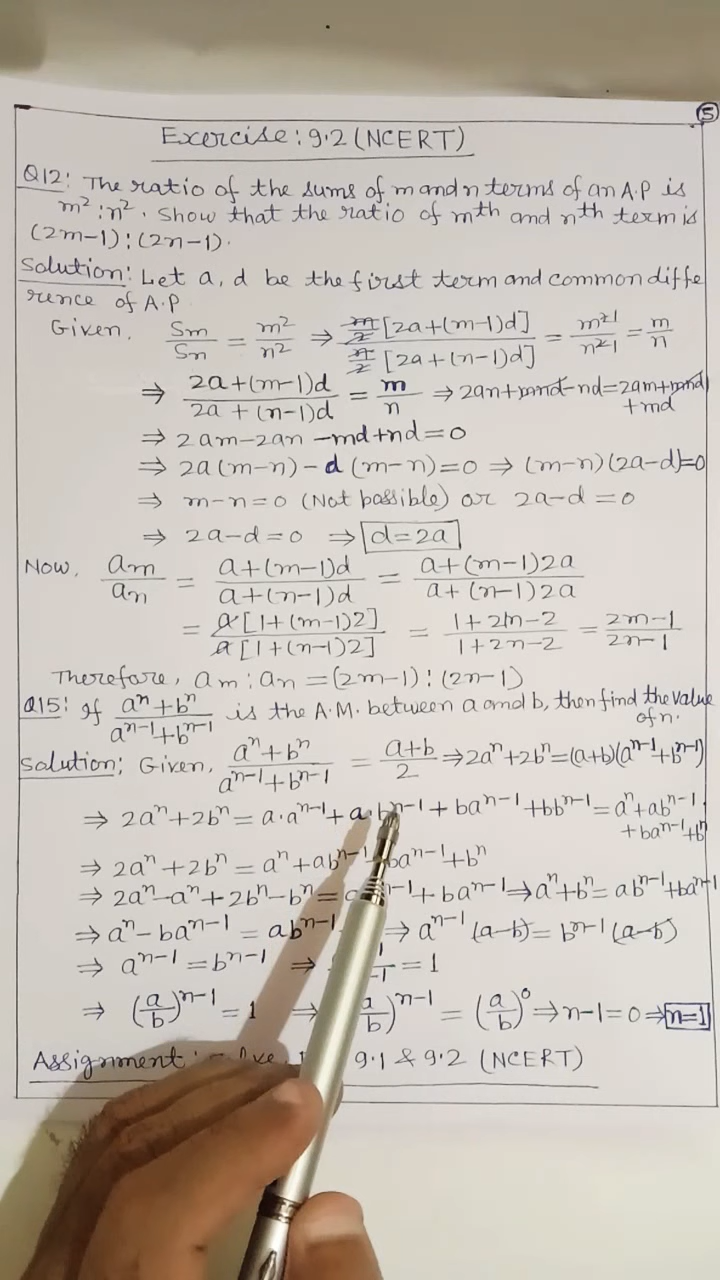 5
Exercise: 9.2 (NCERT)
Q12: The ratio of the sums of m and n terms of an A.P is
m²:n². Show that the ratio of mth and nth term is
(2m-1):(2n-1).
Solution: Let a, d be the first term and common diffe
rence of A.P
Given, Sm/Sn = m²/n² ⇒ m/2 [2a+(m-1)d] / n/2 [2a+(n-1)d] = m²1/n²1 = m/n
⇒ 2a+(m-1)d / 2a+(n-1)d = m/n ⇒ 2an+mnd-nd=2am+mnd
+md
⇒ 2am-2an-md+nd=0
⇒ 2a(m-n)-d(m-n)=0 ⇒ (m-n)(2a-d)=0
⇒ m-n=0 (Not passible) or 2a-d=0
⇒ 2a-d=0 ⇒ d=2a
Now, am/an = a+(m-1)d / a+(n-1)d = a+(m-1)2a / a+(n-1)2a
= a[1+(m-1)2] / a[1+(n-1)2] = 1+2m-2 / 1+2n-2 = 2m-1 / 2n-1
Therefore, am:an=(2m-1):(2n-1)
Q15: If aⁿ+bⁿ / aⁿ⁻¹+bⁿ⁻¹ is the A.M. between a and b, then find the value
of n.
Solution: Given, aⁿ+bⁿ / aⁿ⁻¹+bⁿ⁻¹ = a+b / 2 ⇒ 2aⁿ+2bⁿ=(a+b)(aⁿ⁻¹+bⁿ⁻¹)
⇒ 2aⁿ+2bⁿ = a·aⁿ⁻¹+a·bⁿ⁻¹+baⁿ⁻¹+bbⁿ⁻¹=aⁿ+abⁿ⁻¹
+baⁿ⁻¹+bⁿ
⇒ 2aⁿ+2bⁿ = aⁿ+abⁿ⁻¹ baⁿ⁻¹+bⁿ
⇒ 2aⁿ-aⁿ+2bⁿ-bⁿ= +baⁿ⁻¹ ⇒ aⁿ+bⁿ=abⁿ⁻¹+baⁿ⁻¹
⇒ aⁿ-baⁿ⁻¹ = abⁿ⁻¹ ⇒ aⁿ⁻¹(a-b)=bⁿ⁻¹(a-b)
⇒ aⁿ⁻¹=bⁿ⁻¹ ⇒ =1
⇒ (a/b)ⁿ⁻¹=1 ⇒ (a/b)ⁿ⁻¹=(a/b)⁰ ⇒ n-1=0 ⇒ n=1
Assignment: 9.1 & 9.2 (NCERT)